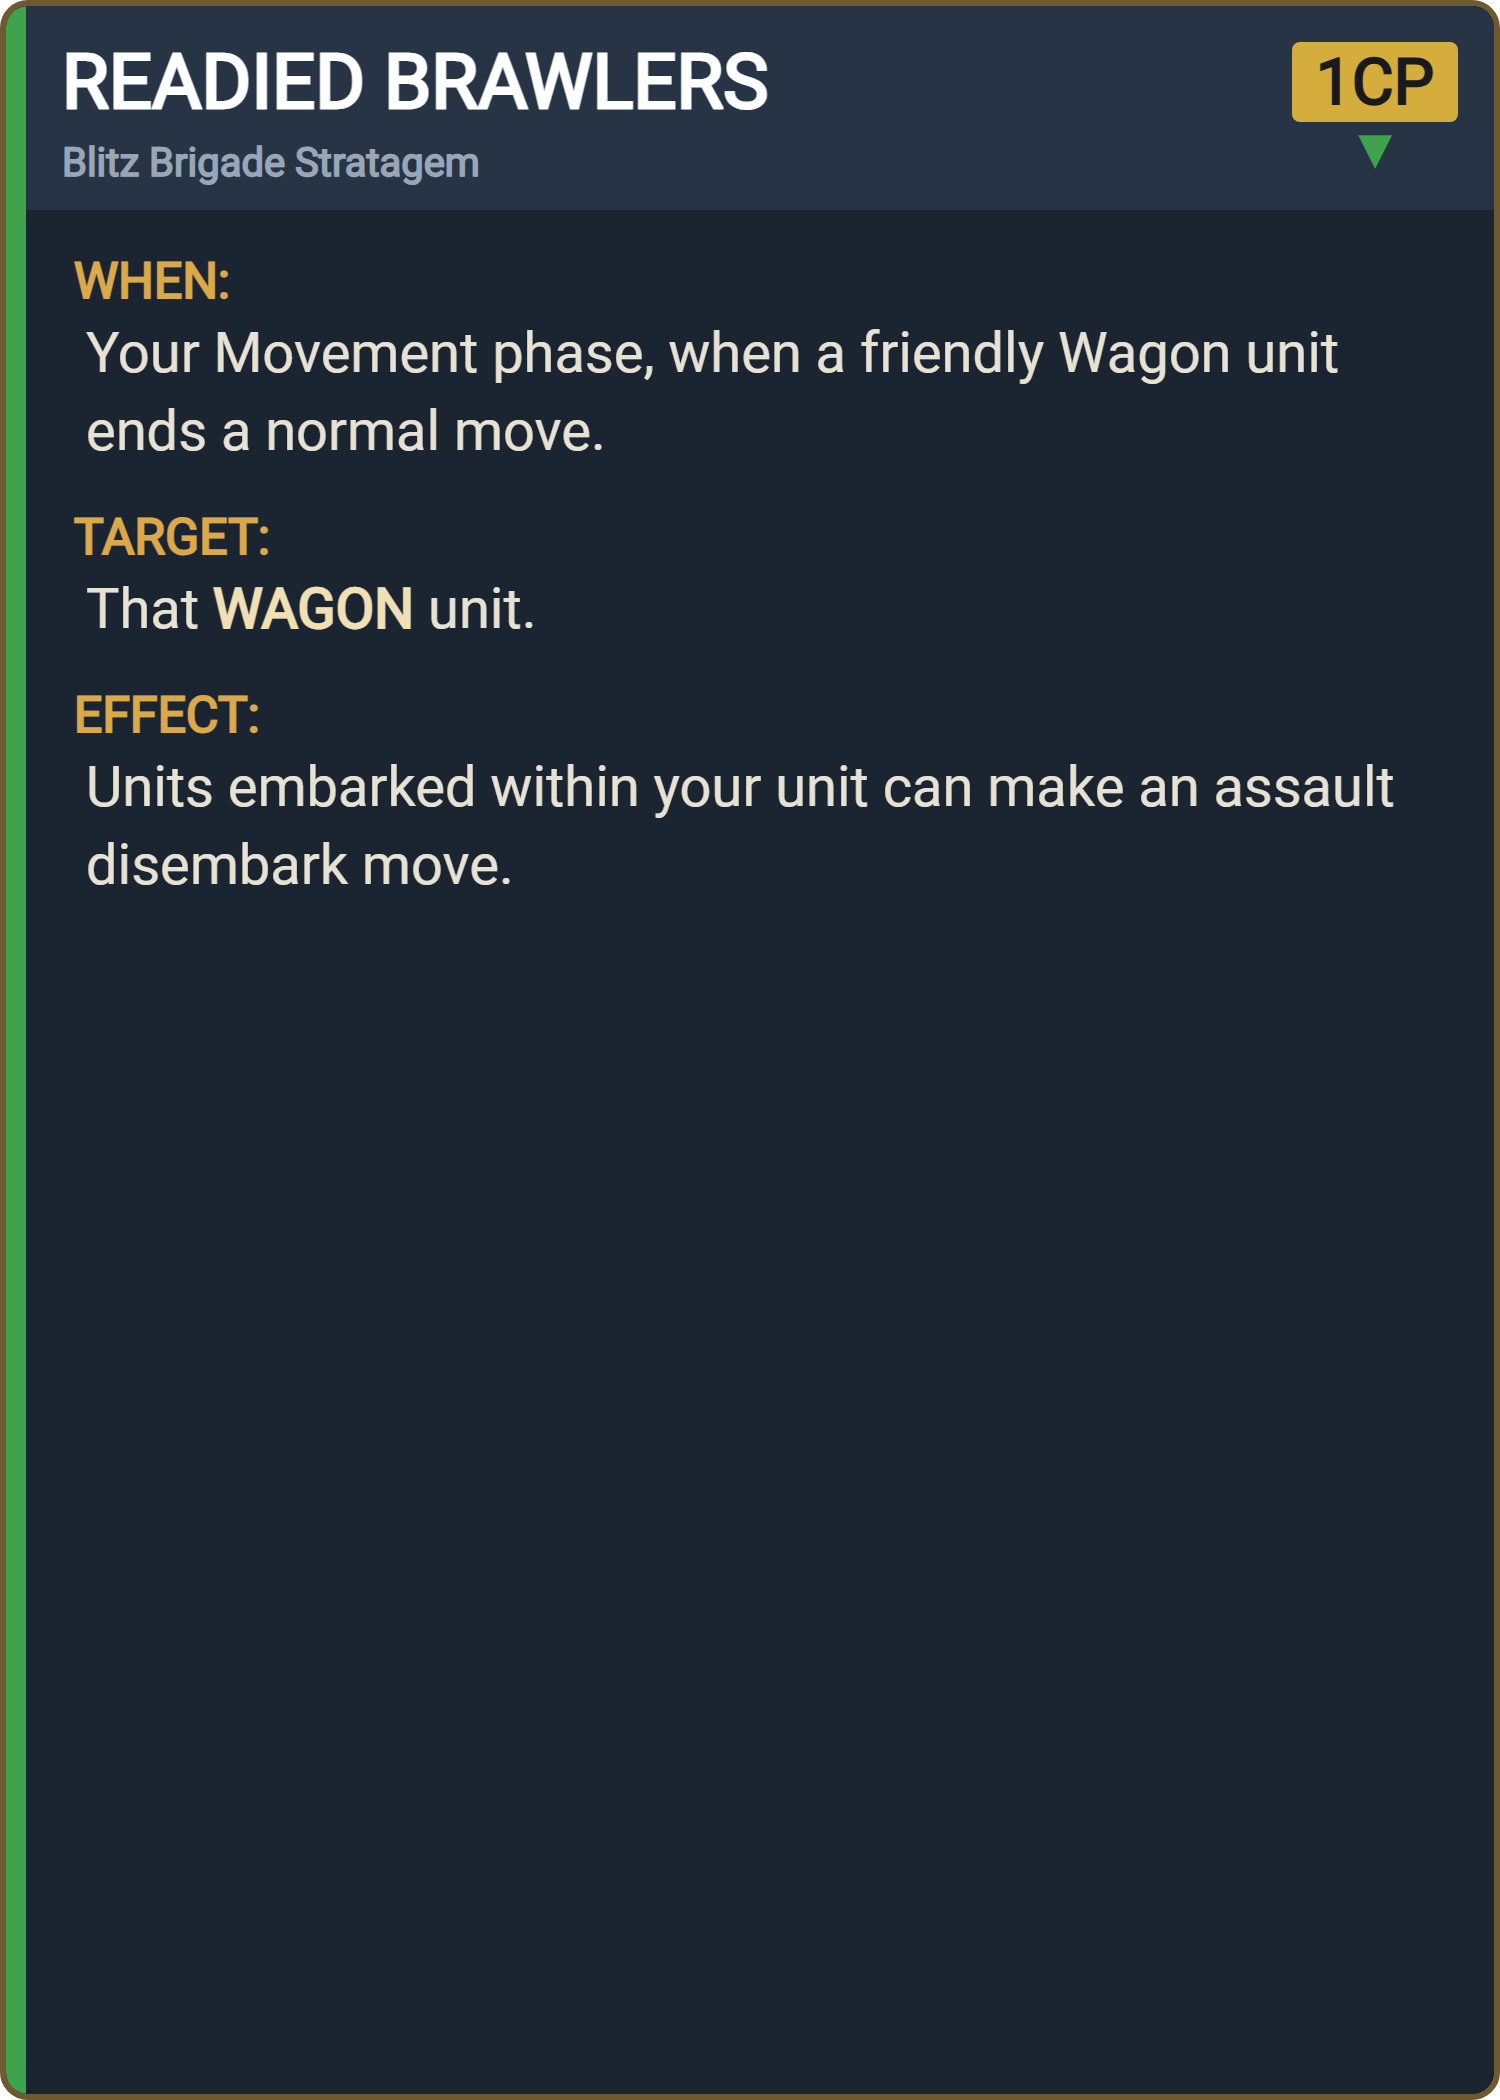 READIED BRAWLERS
1CP
Blitz Brigade Stratagem
WHEN:
Your Movement phase, when a friendly Wagon unit
ends a normal move.
TARGET:
That WAGON unit.
EFFECT:
Units embarked within your unit can make an assault
disembark move.